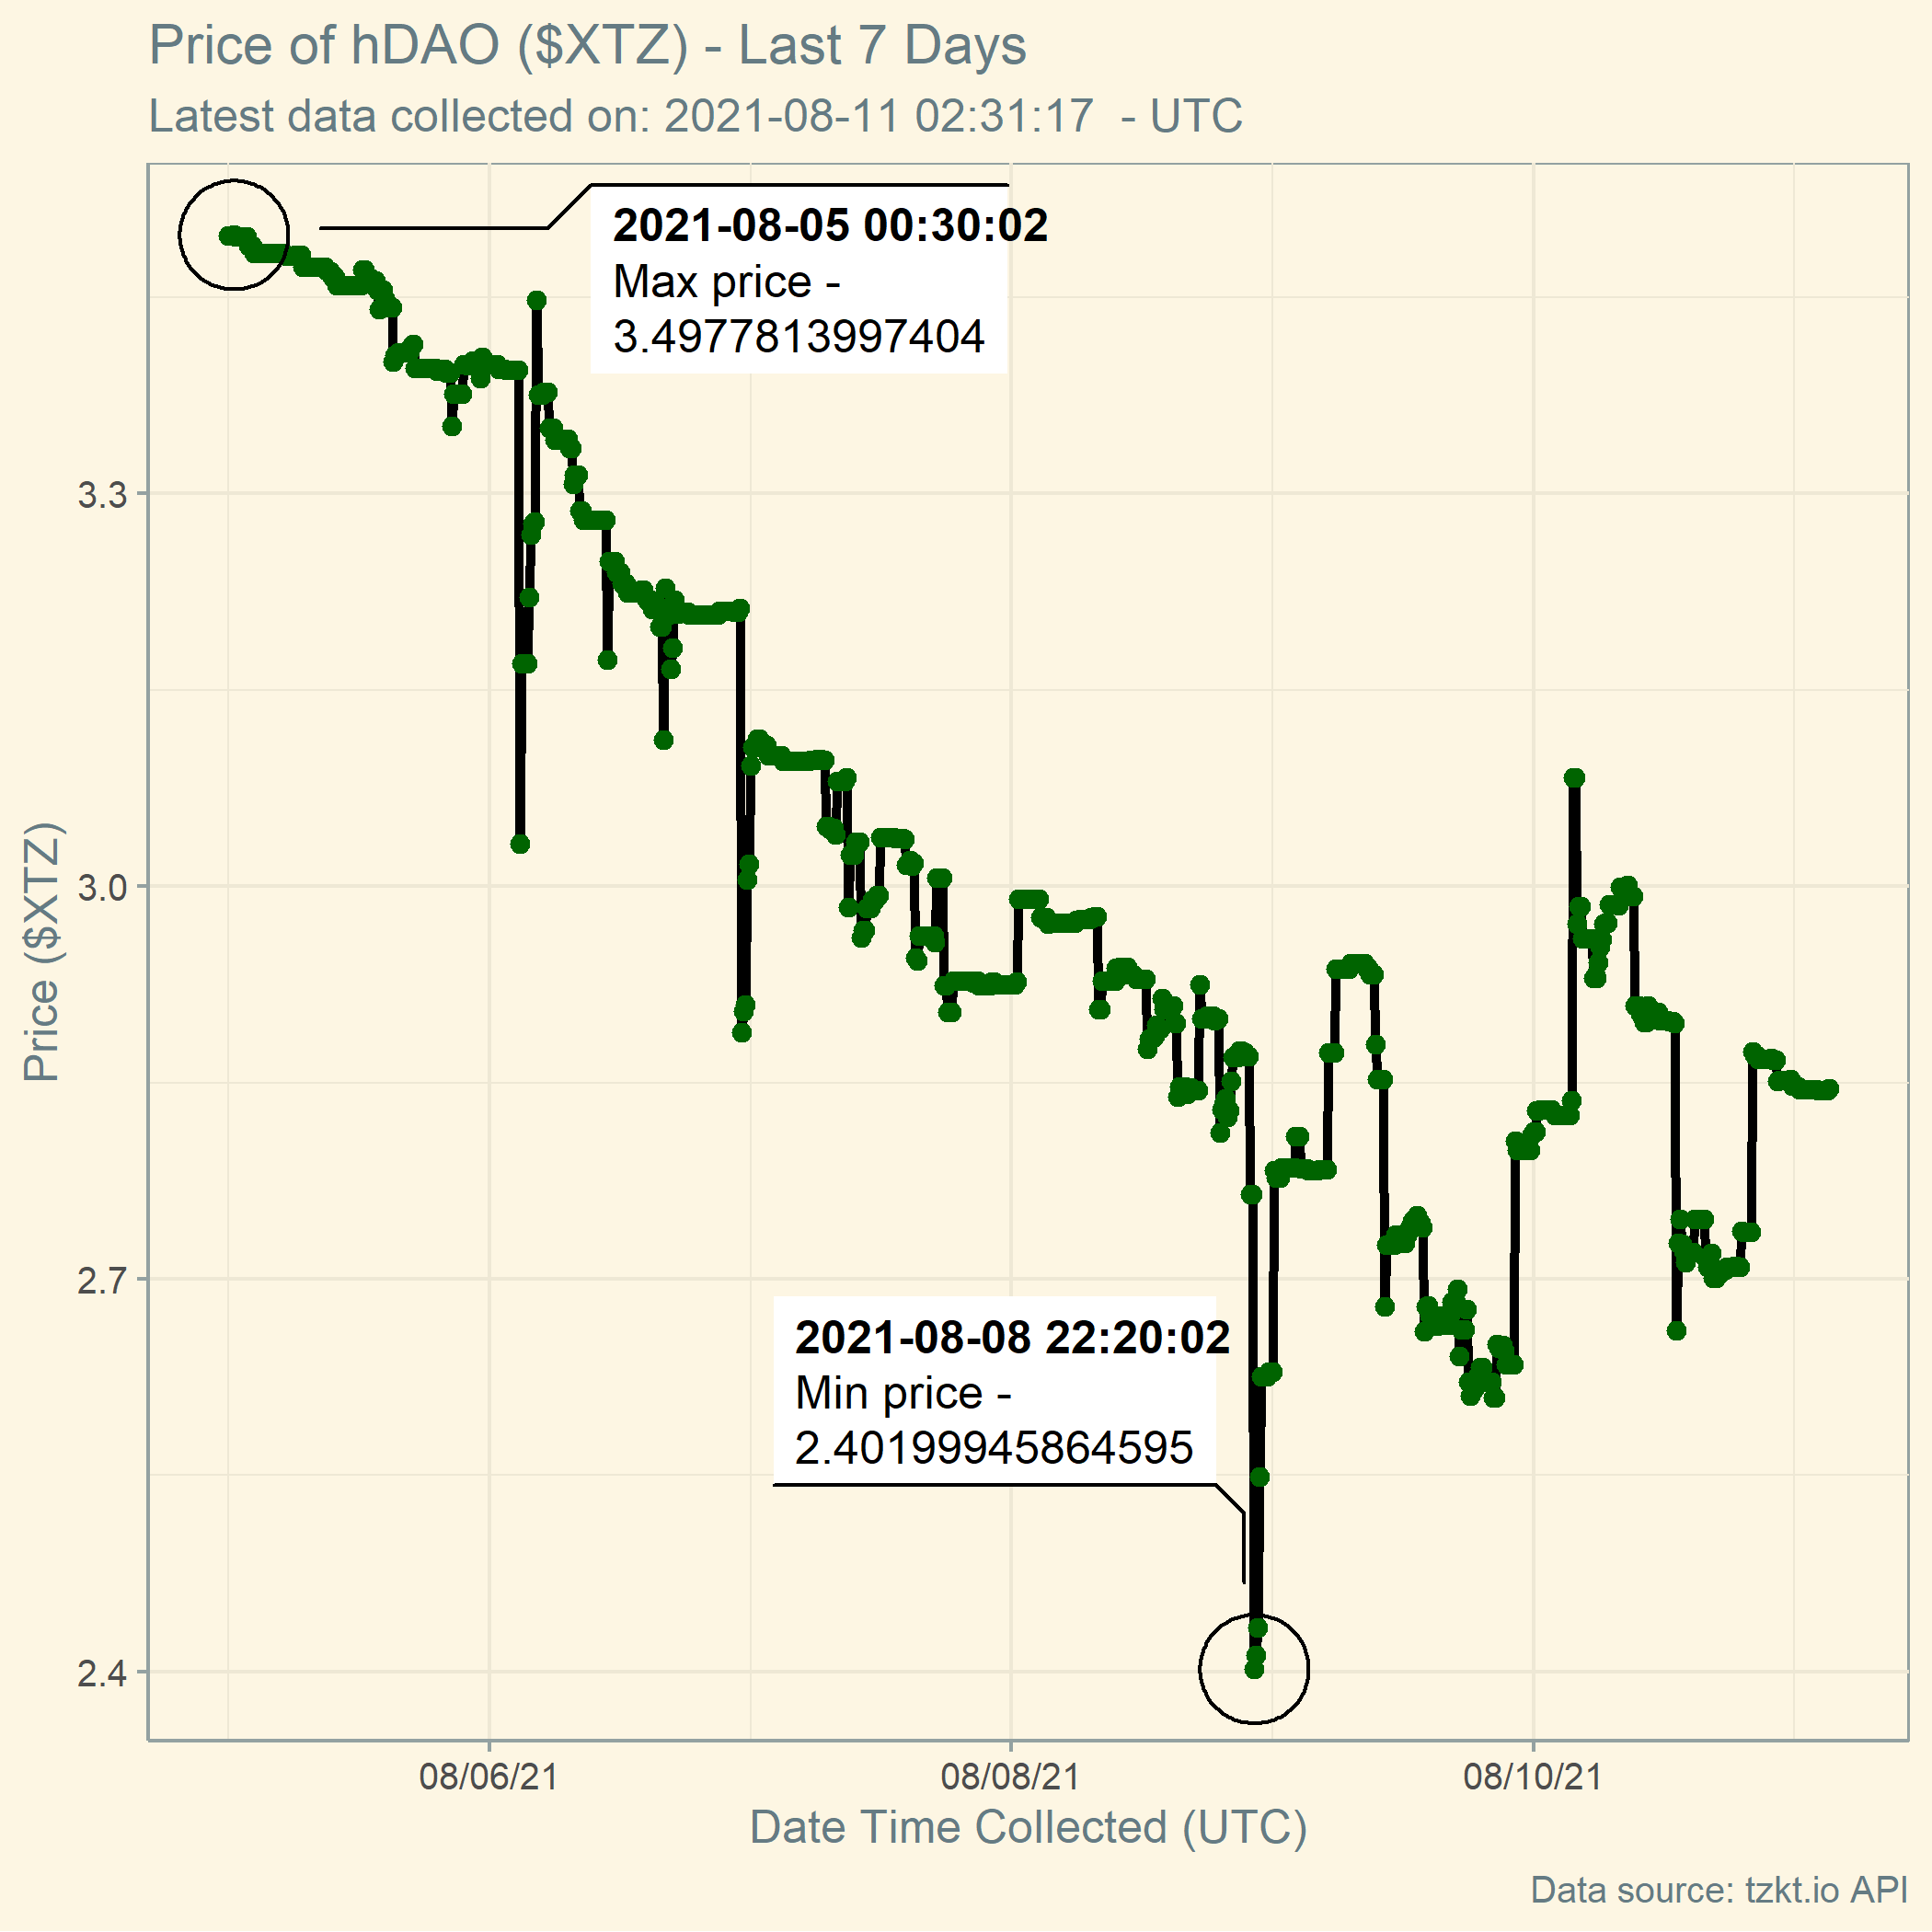 Price of hDAO ($XTZ) - Last 7 Days
Latest data collected on: 2021-08-11 02:31:17  - UTC
2021-08-05 00:30:02
Max price -
3.4977813997404
3.3
3.0
2.7
2.4
Price ($XTZ)
2021-08-08 22:20:02
Min price -
2.40199945864595
08/06/21
08/08/21
08/10/21
Date Time Collected (UTC)
Data source: tzkt.io API